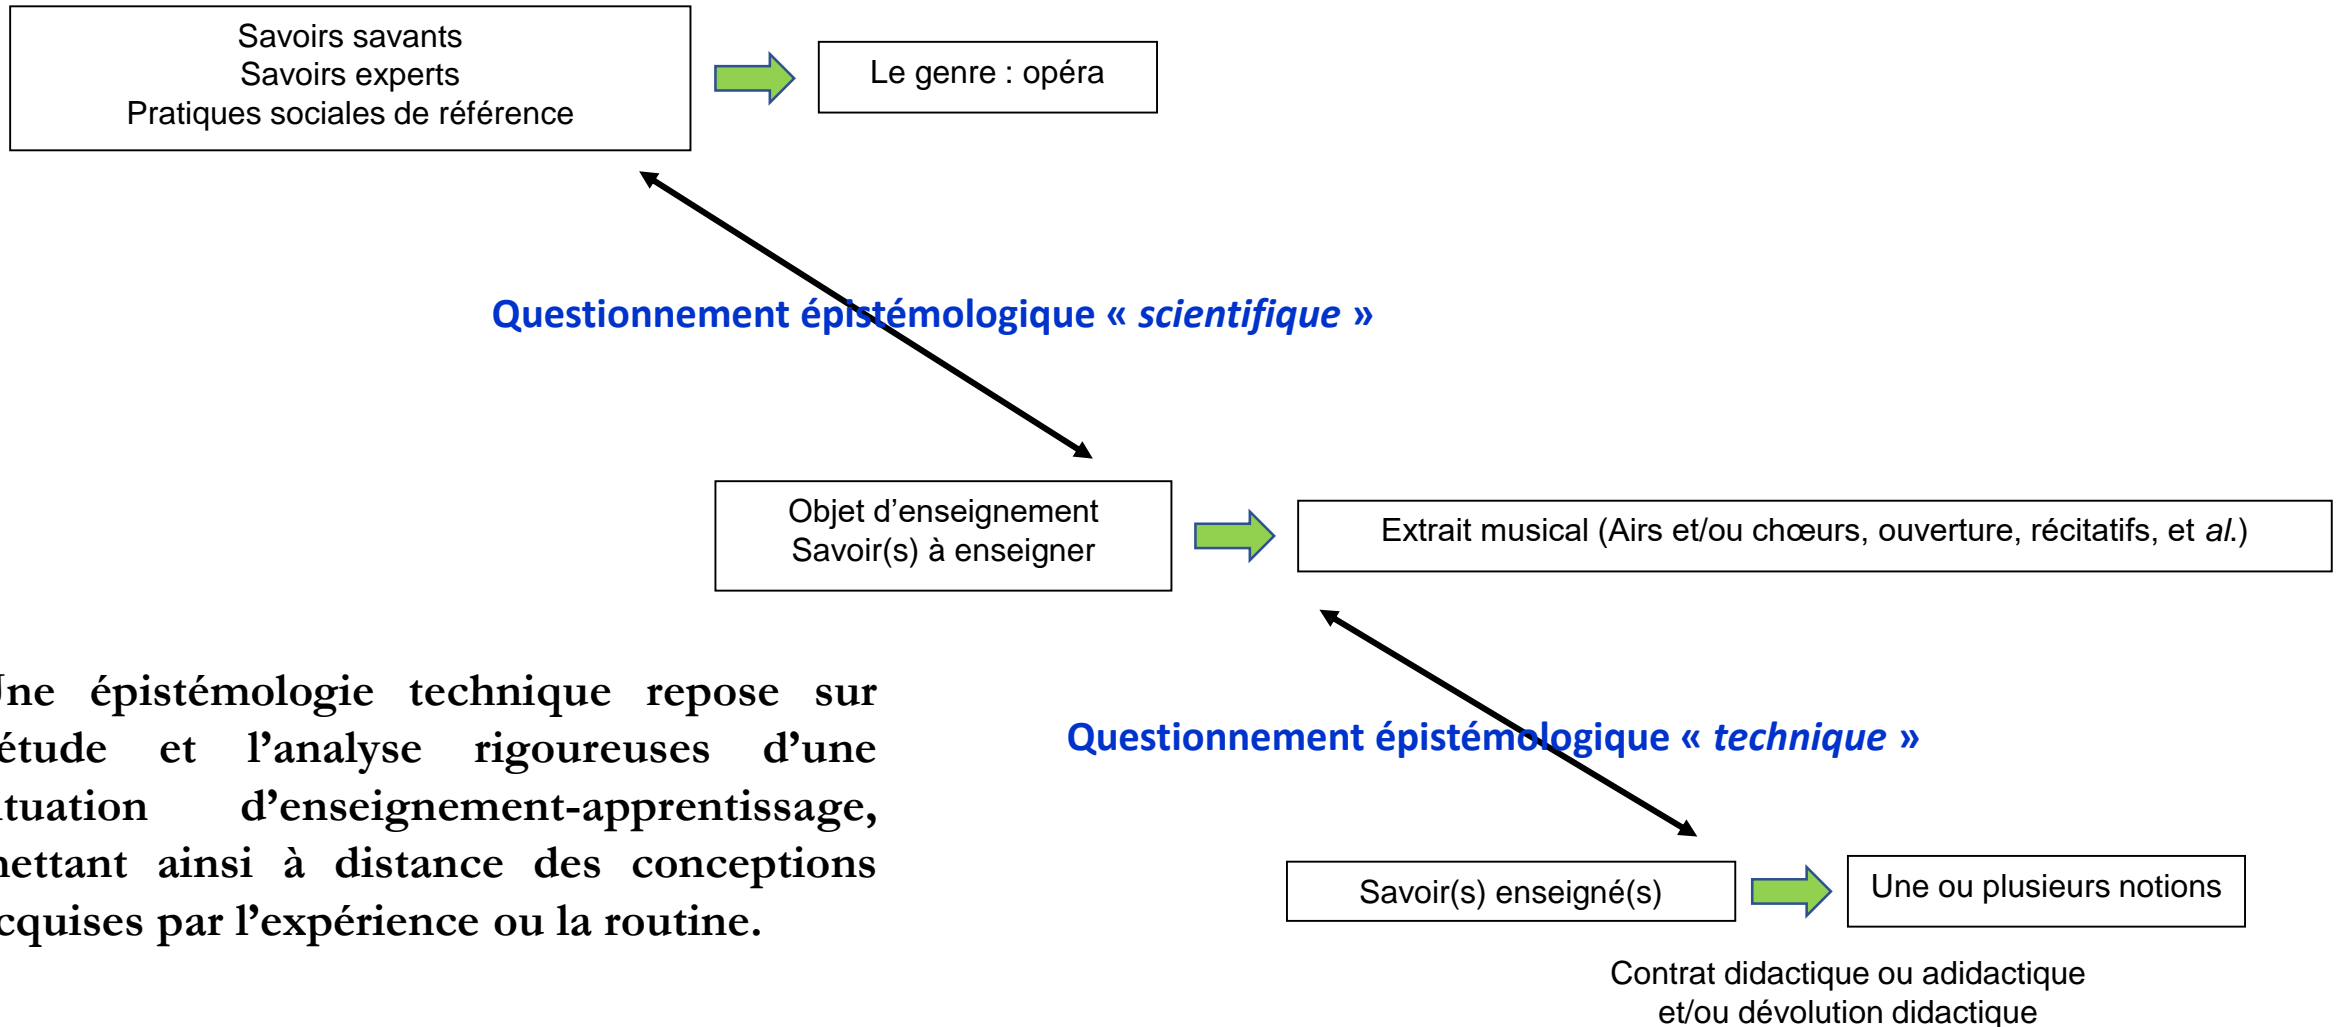 Savoirs savants
Savoirs experts
Pratiques sociales de référence
Le genre : opéra
Questionnement épistémologique « scientifique »
Objet d’enseignement
Savoir(s) à enseigner
Extrait musical (Airs et/ou chœurs, ouverture, récitatifs, et al.)
Une épistémologie technique repose sur
étude et l’analyse rigoureuses d’une
ituation d’enseignement-apprentissage,
mettant ainsi à distance des conceptions
cquises par l’expérience ou la routine.
Questionnement épistémologique « technique »
Savoir(s) enseigné(s)
Une ou plusieurs notions
Contrat didactique ou adidactique
et/ou dévolution didactique